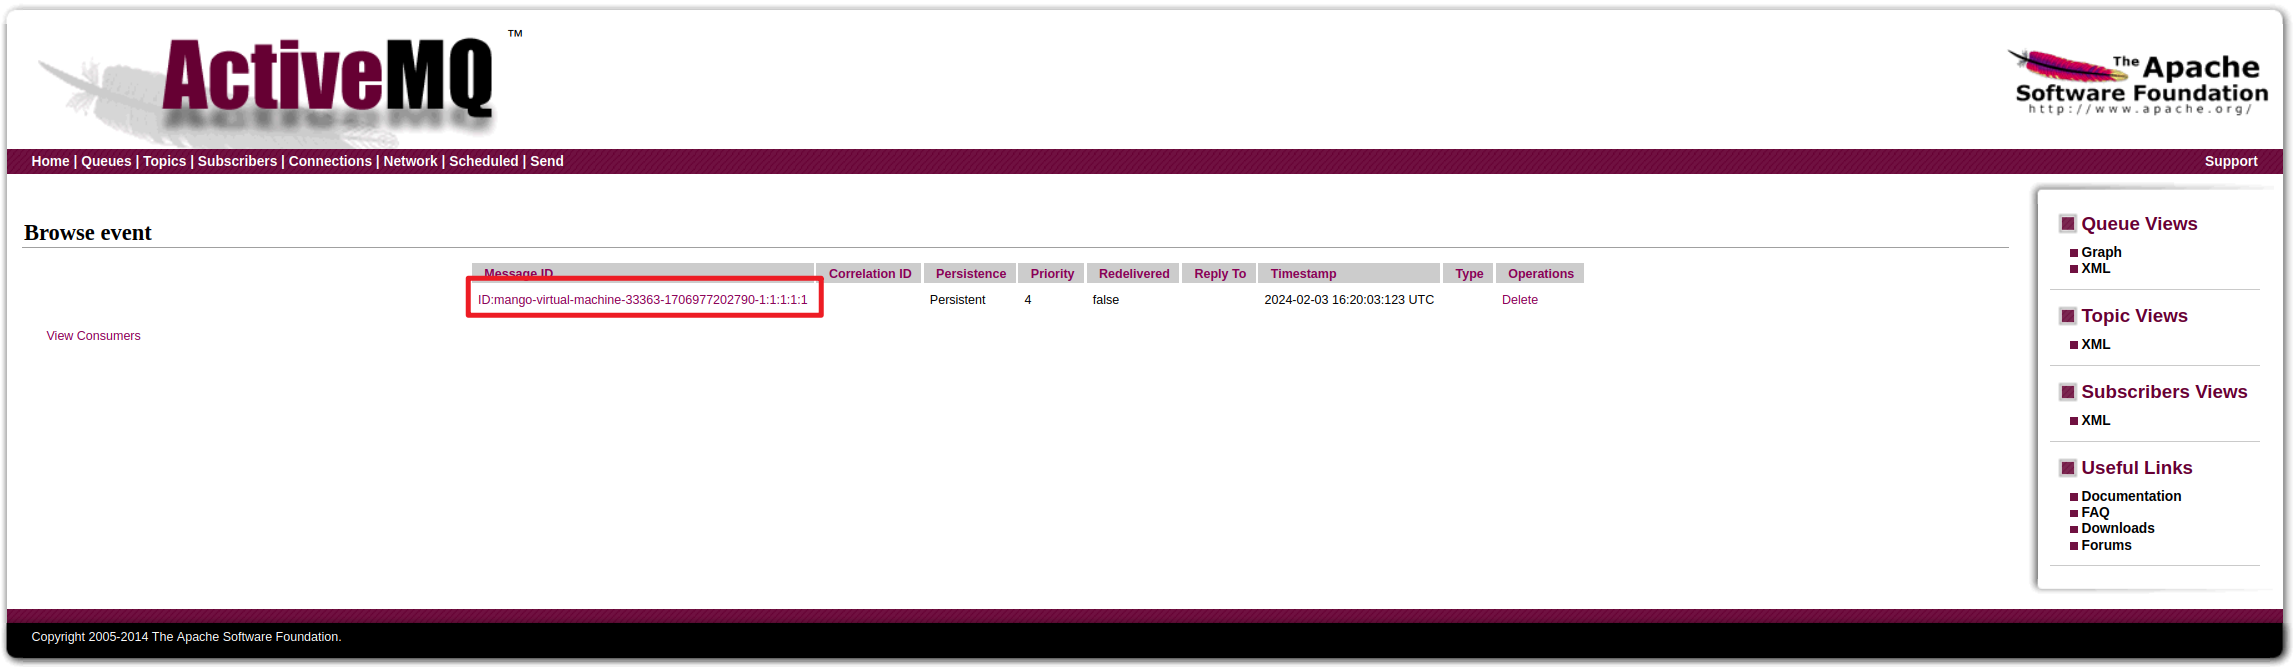 ActiveMQ ™
The Apache
Software Foundation
http://www.apache.org/
Home | Queues | Topics | Subscribers | Connections | Network | Scheduled | Send
Support
Browse event
Message ID Correlation ID Persistence Priority Redelivered Reply To Timestamp Type Operations
ID:mango-virtual-machine-33363-1706977202790-1:1:1:1:1 Persistent 4 false 2024-02-03 16:20:03:123 UTC Delete
View Consumers
Queue Views
Graph
XML
Topic Views
XML
Subscribers Views
XML
Useful Links
Documentation
FAQ
Downloads
Forums
Copyright 2005-2014 The Apache Software Foundation.